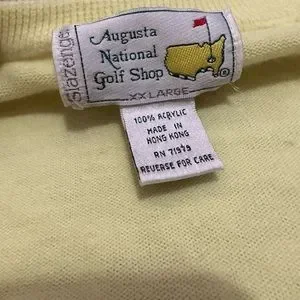 Slazenger
Augusta
National
Golf Shop
XX LARGE
100% ACRYLIC
MADE IN
HONG KONG
RN 71979
REVERSE FOR CARE